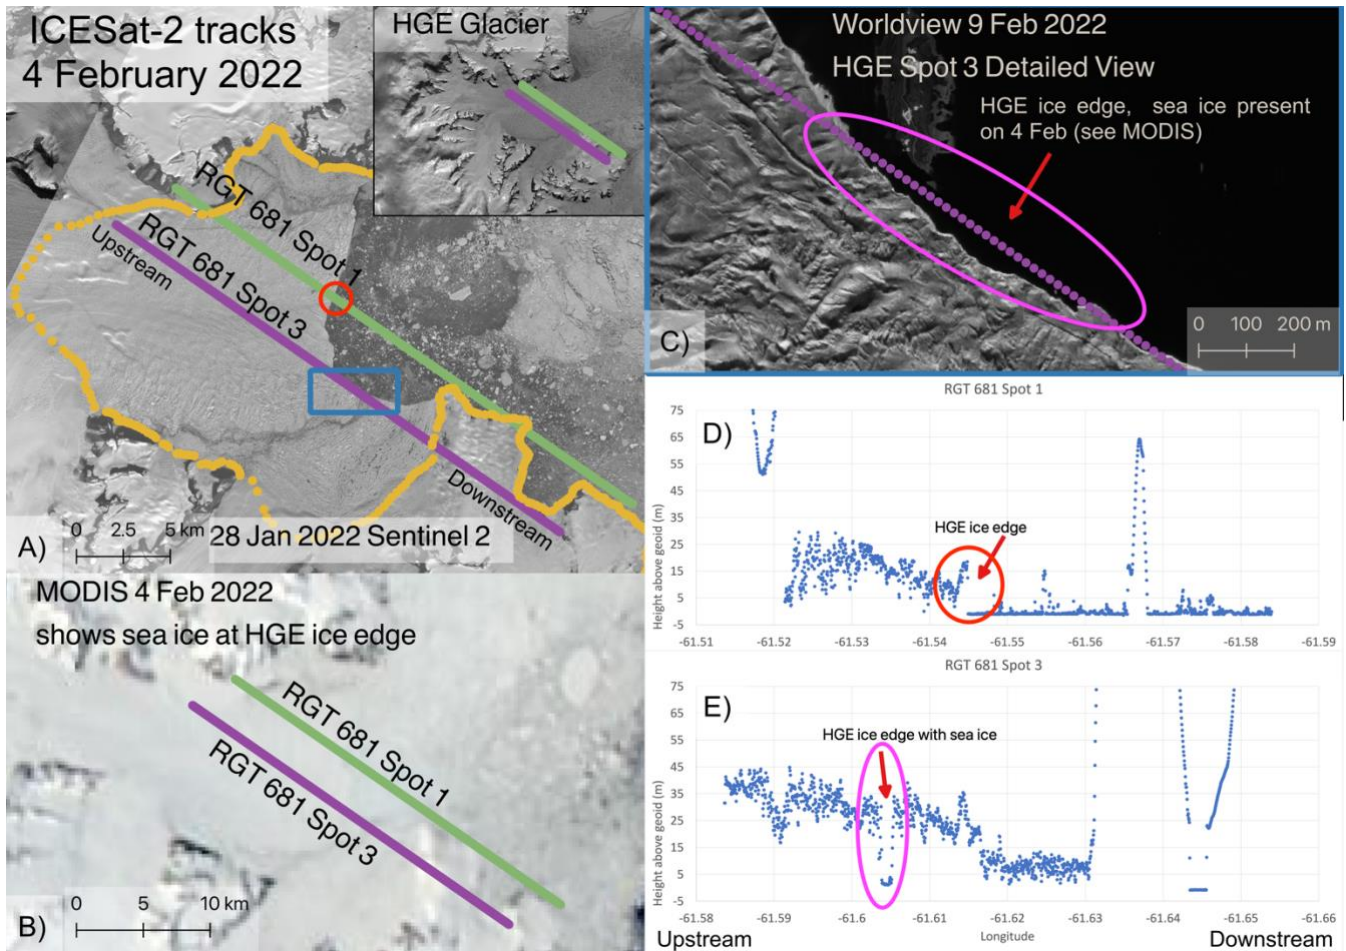 ICESat-2 tracks
4 February 2022
HGE Glacier
RGT 681 Spot 1
RGT 681 Spot 3
Upstream
Downstream
0 2.5 5 km
28 Jan 2022 Sentinel 2
A)
MODIS 4 Feb 2022
shows sea ice at HGE ice edge
RGT 681 Spot 1
RGT 681 Spot 3
0 5 10 km
B)
Worldview 9 Feb 2022
HGE Spot 3 Detailed View
HGE ice edge, sea ice present
on 4 Feb (see MODIS)
C)
0 100 200 m
RGT 681 Spot 1
D)
Height above geoid (m)
75
65
55
45
35
25
15
5
-5
HGE ice edge
-61.51 -61.52 -61.53 -61.54 -61.55 -61.56 -61.57 -61.58 -61.59
RGT 681 Spot 3
E)
Height above geoid (m)
75
65
55
45
35
25
15
5
-5
HGE ice edge with sea ice
-61.58 -61.59 -61.6 -61.61 -61.62 -61.63 -61.64 -61.65 -61.66
Upstream Longitude Downstream